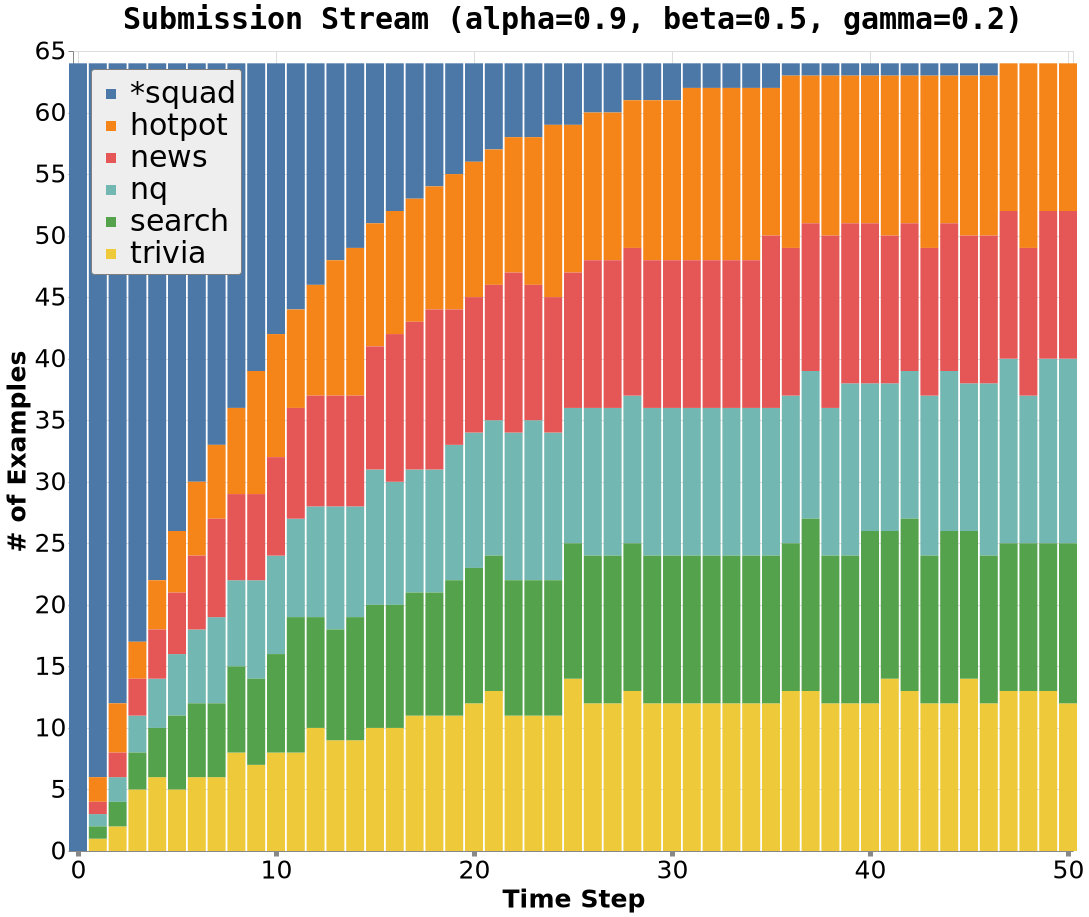 Submission Stream (alpha=0.9, beta=0.5, gamma=0.2)
*squad
hotpot
news
nq
search
trivia
# of Examples
65
60
55
50
45
40
35
30
25
20
15
10
5
0
0 10 20 30 40 50
Time Step